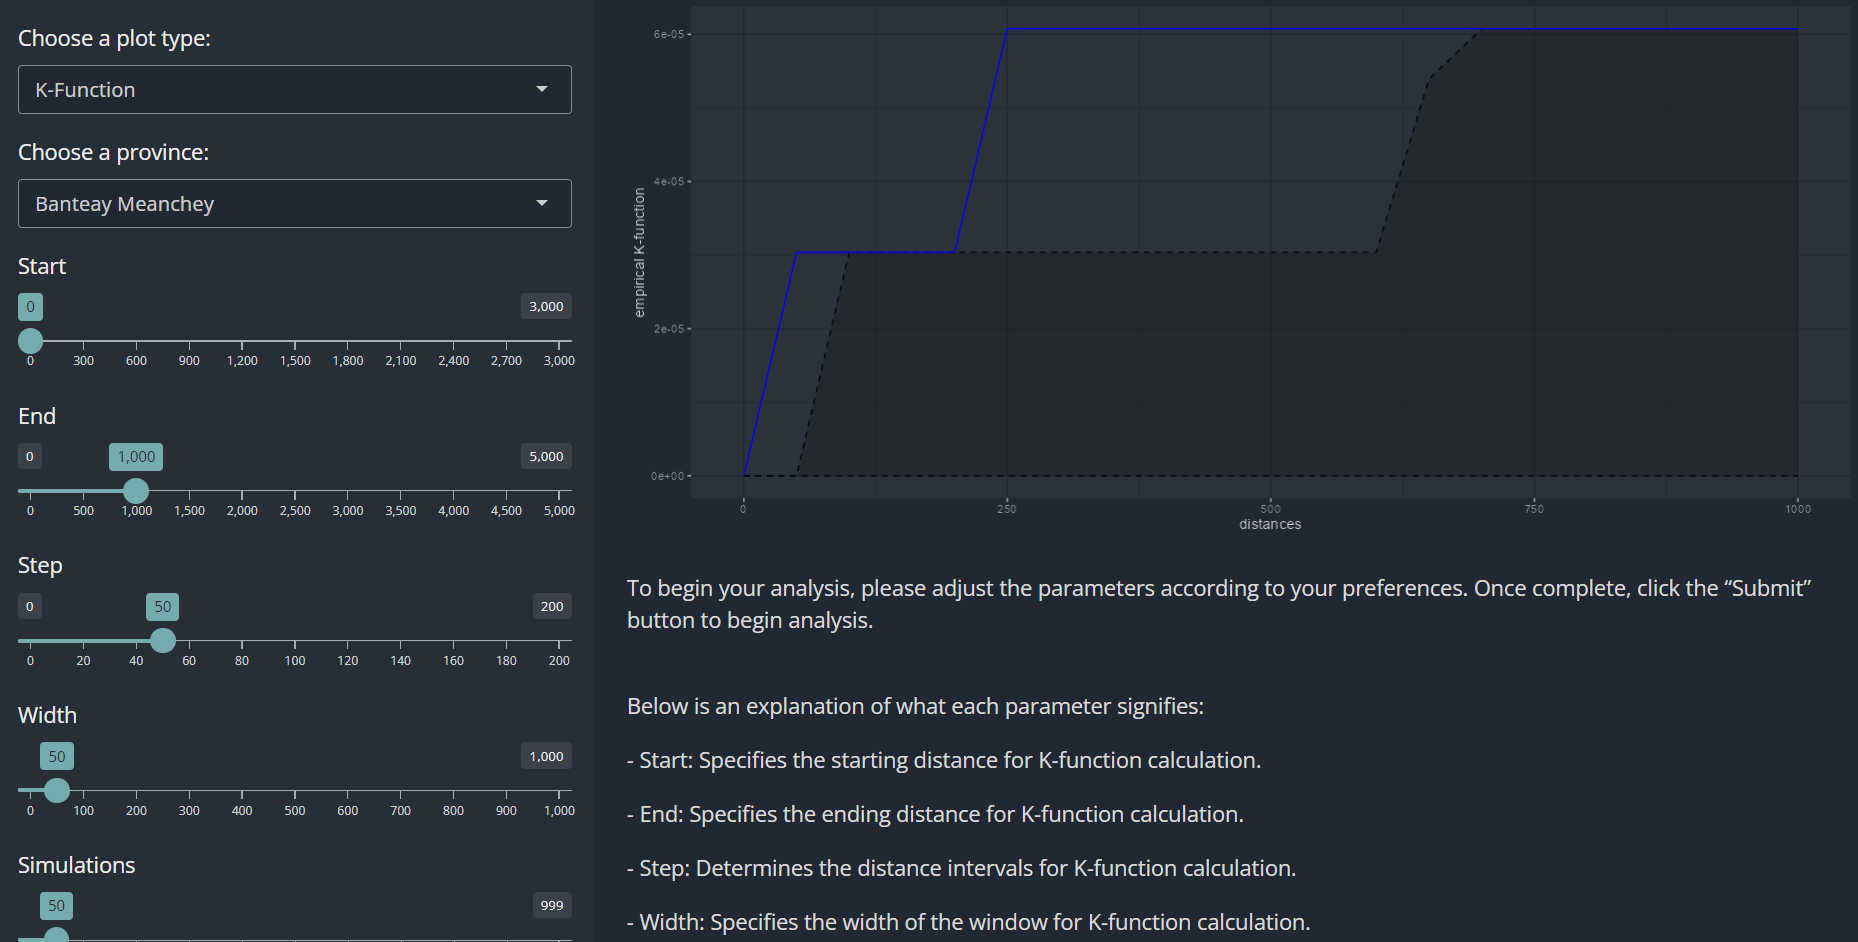 Choose a plot type:
K-Function
Choose a province:
Banteay Meanchey
Start
0 3,000
0 300 600 900 1,200 1,500 1,800 2,100 2,400 2,700 3,000
End
0 1,000 5,000
0 500 1,000 1,500 2,000 2,500 3,000 3,500 4,000 4,500 5,000
Step
0 50 200
0 20 40 60 80 100 120 140 160 180 200
Width
50 1,000
0 100 200 300 400 500 600 700 800 900 1,000
Simulations
50 999
empirical K-function
6e-05
4e-05
2e-05
0e+00
0 250 500 750 1000
distances
To begin your analysis, please adjust the parameters according to your preferences. Once complete, click the “Submit”
button to begin analysis.
Below is an explanation of what each parameter signifies:
- Start: Specifies the starting distance for K-function calculation.
- End: Specifies the ending distance for K-function calculation.
- Step: Determines the distance intervals for K-function calculation.
- Width: Specifies the width of the window for K-function calculation.